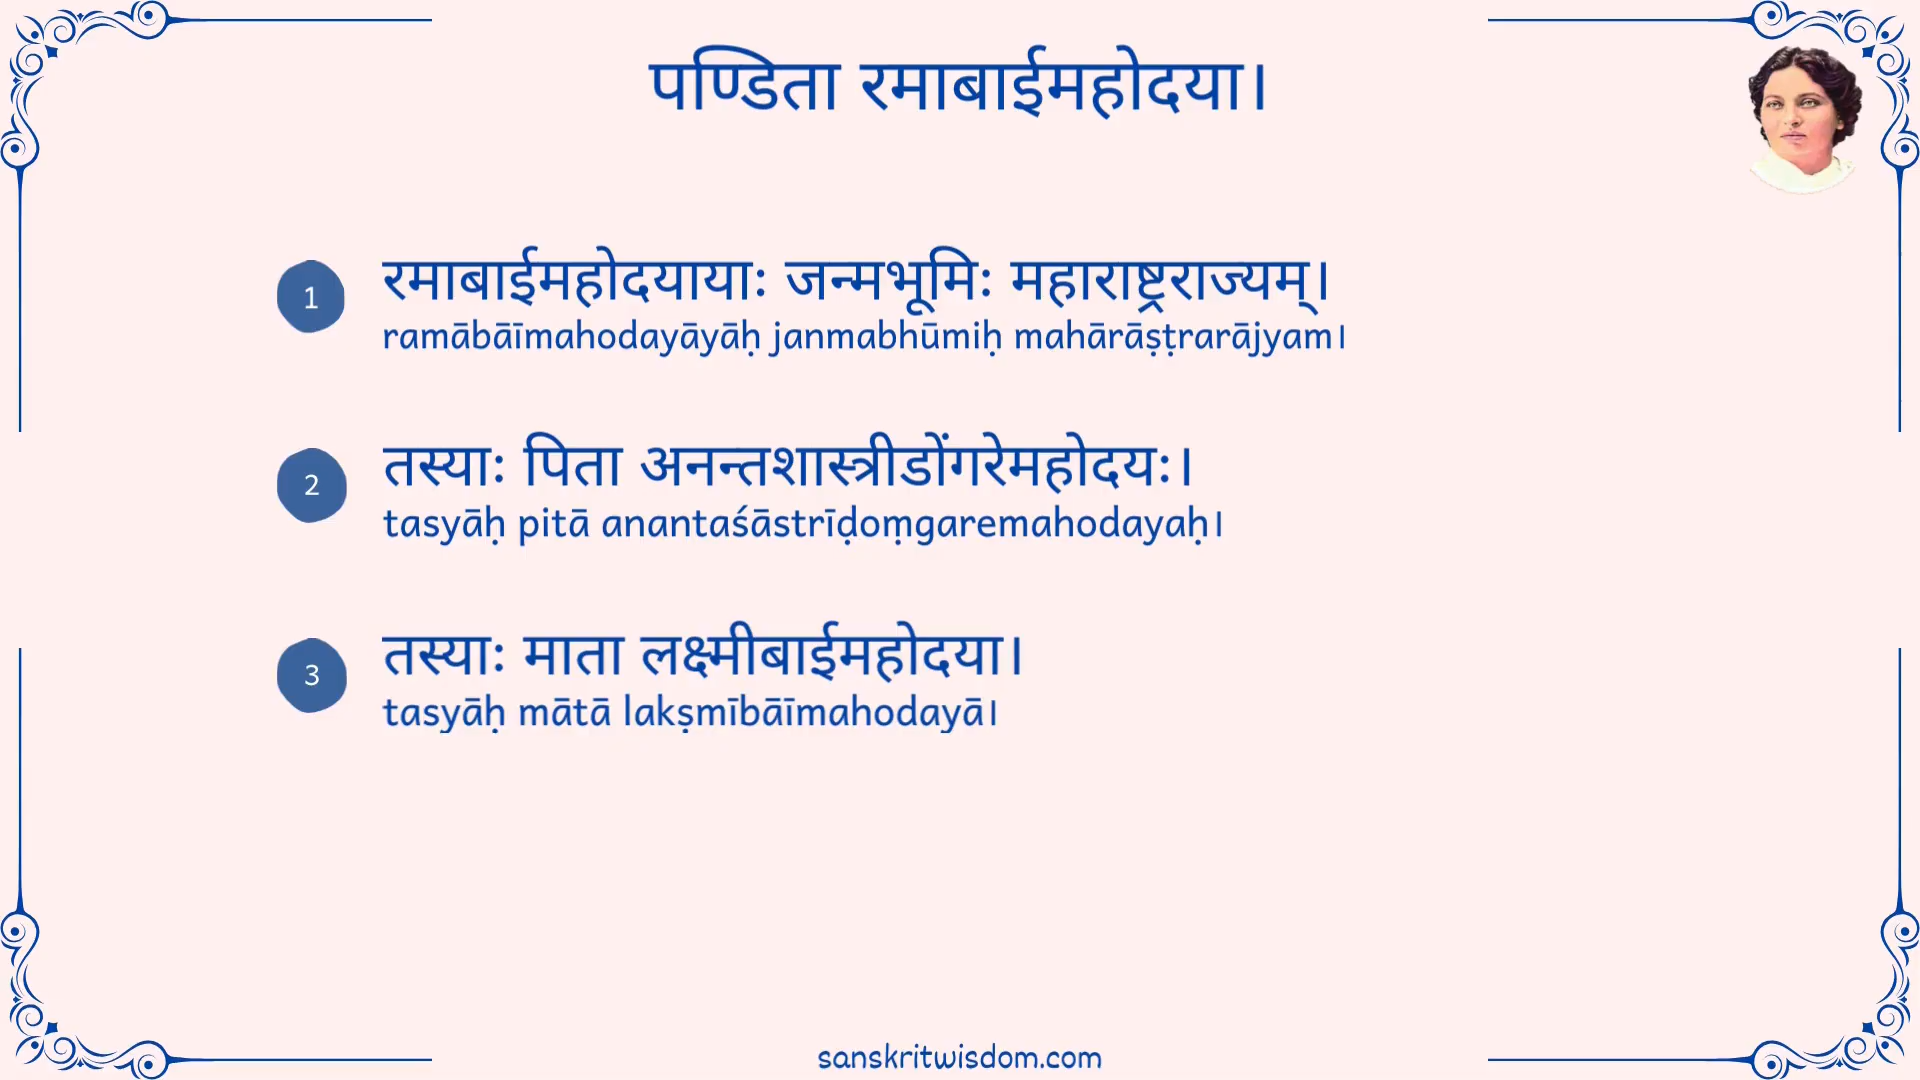 पण्डिता रमाबाईमहोदया।
1
रमाबाईमहोदयायाः जन्मभूमिः महाराष्ट्रराज्यम्।
ramābāīmahodayāyāḥ janmabhūmiḥ mahārāṣṭrarājyam।
2
तस्याः पिता अनन्तशास्त्रीडोंगरेमहोदयः।
tasyāḥ pitā anantaśāstrīḍoṃgaremahodayaḥ।
3
तस्याः माता लक्ष्मीबाईमहोदया।
tasyāḥ mātā lakṣmībāīmahodayā।
sanskritwisdom.com